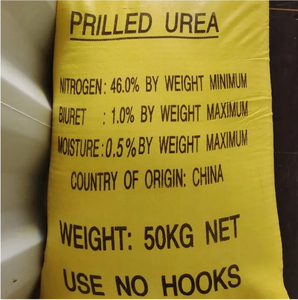 PRILLED UREA
NITROGEN: 46.0% BY WEIGHT MINIMUM
BIURET : 1.0% BY WEIGHT MAXIMUM
MOISTURE: 0.5% BY WEIGHT MAXIMUM
COUNTRY OF ORIGIN: CHINA
WEIGHT: 50KG NET
USE NO HOOKS